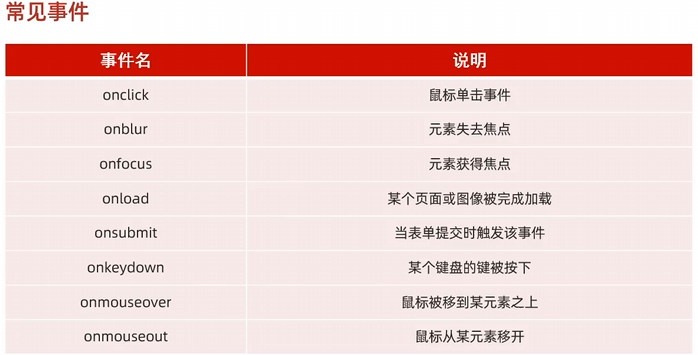 常见事件
事件名 说明
onclick 鼠标单击事件
onblur 元素失去焦点
onfocus 元素获得焦点
onload 某个页面或图像被完成加载
onsubmit 当表单提交时触发该事件
onkeydown 某个键盘的键被按下
onmouseover 鼠标被移到某元素之上
onmouseout 鼠标从某元素移开